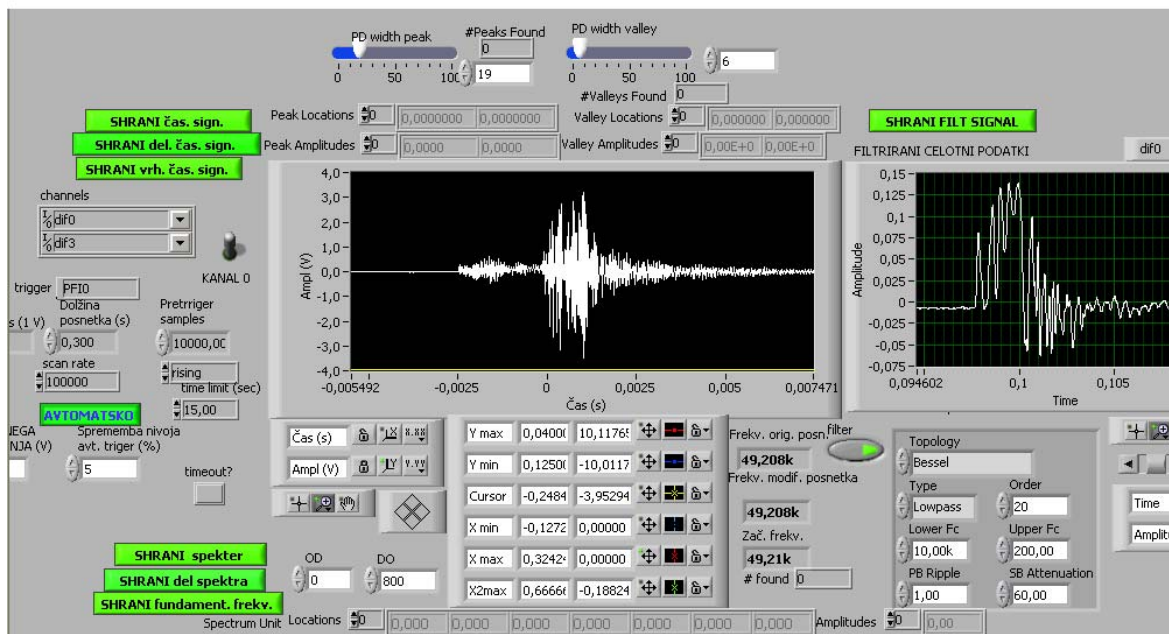 PD width peak
0 50 100
#Peaks Found
0
19
PD width valley
0 50 100
6
#Valleys Found 0
SHRANI čas. sign.
SHRANI del. čas. sign.
SHRANI vrh. čas. sign.
Peak Locations 0 0,0000000 0,0000000
Valley Locations 0 0,000000 0,000000
Peak Amplitudes 0 0,0000 0,0000
Valley Amplitudes 0 0,00E+0 0,00E+0
SHRANI FILT SIGNAL
FILTRIRANI CELOTNI PODATKI
dif0
channels
dif0
dif3
KANAL 0
trigger PFI0
Dolžina posnetka (s)
s (1 V)
0,300
Pretrriger samples
10000,0
scan rate
100000
rising
time limit (sec)
15,00
AVTOMATSKO
NEGA
NJA (V)
Sprememba nivoja
avt. triger (%)
5
timeout?
Ampl (V)
4,0
3,0
2,0
1,0
0,0
-1,0
-2,0
-3,0
-4,0
-0,005492 -0,0025 0 0,0025 0,005 0,007471
Čas (s)
Amplitude
0,15
0,125
0,1
0,075
0,05
0,025
0
-0,025
-0,05
-0,075
0,094602 0,1 0,105
Time
Čas (s)
X.XX
Ampl (V)
Y.YY
Y max 0,0400 10,1176
Y min 0,1250 -10,0117
Cursor -0,2484 -3,95294
X min -0,1272 0,00000
X max 0,3242 0,00000
X2max 0,6666 -0,18824
Frekv. orig. posn.
filter
49,208k
Frekv. modif. posnetka
49,208k
Zač. frekv.
49,21k
# found 0
Topology
Bessel
Type Order
Lowpass 20
Lower Fc Upper Fc
10,00k 200,00
PB Ripple SB Attenuation
1,00 60,00
Time
Amplitu
SHRANI spekter
SHRANI del spektra
SHRANI fundament. frekv.
OD DO
0 800
Spectrum Unit Locations 0 0,000 0,000 0,000 0,000 0,000 0,000 0,000 Amplitudes 0 0,00